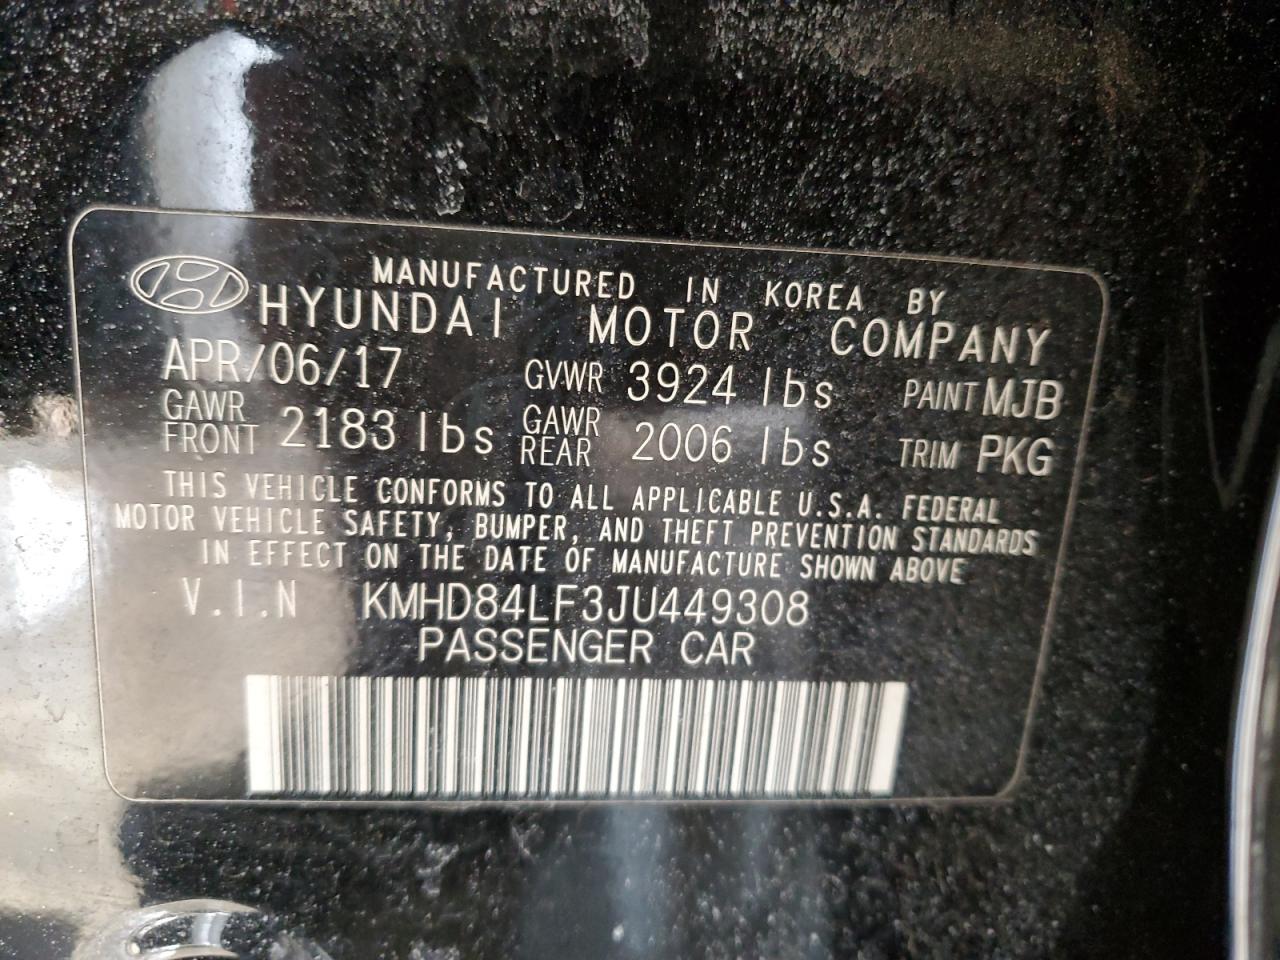 MANUFACTURED IN KOREA BY
HYUNDAI MOTOR COMPANY
APR/06/17 GVWR 3924 lbs PAINT MJB
GAWR FRONT 2183 lbs GAWR REAR 2006 lbs TRIM PKG
THIS VEHICLE CONFORMS TO ALL APPLICABLE U.S.A. FEDERAL
MOTOR VEHICLE SAFETY, BUMPER, AND THEFT PREVENTION STANDARDS
IN EFFECT ON THE DATE OF MANUFACTURE SHOWN ABOVE
V.I.N KMHD84LF3JU449308
PASSENGER CAR